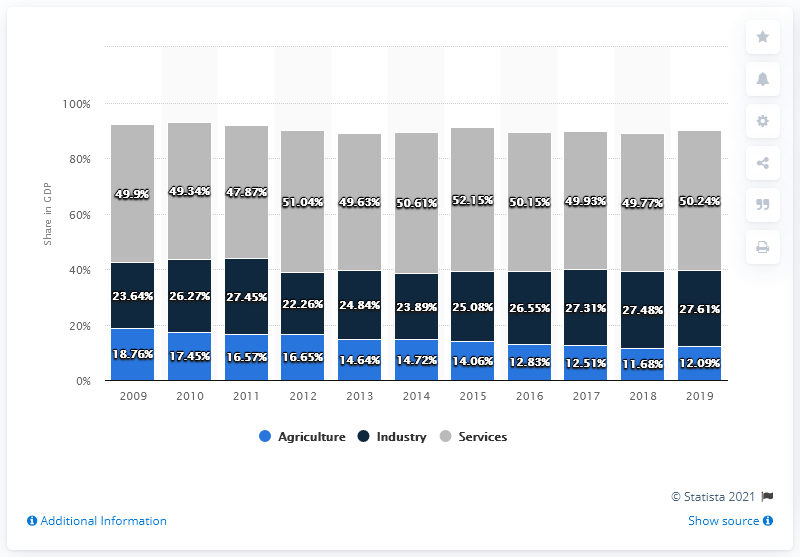 100%
80%
60%
40%
20%
0%
Share in GDP
49.9% 49.34% 47.87% 51.04% 49.63% 50.61% 52.15% 50.15% 49.93% 49.77% 50.24%
23.64% 26.27% 27.45% 22.26% 24.84% 23.89% 25.08% 26.55% 27.31% 27.48% 27.61%
18.76% 17.45% 16.57% 16.65% 14.64% 14.72% 14.06% 12.83% 12.51% 11.68% 12.09%
2009 2010 2011 2012 2013 2014 2015 2016 2017 2018 2019
Agriculture Industry Services
© Statista 2021
Additional Information Show source